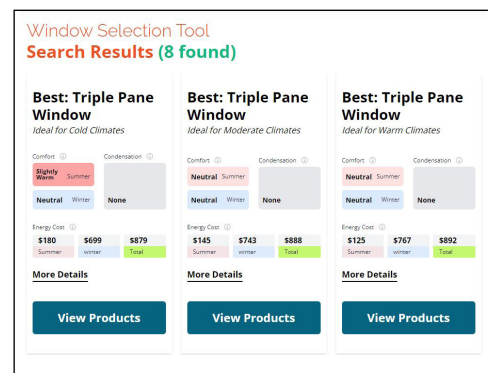 Window Selection Tool
Search Results (8 found)
Best: Triple Pane
Window
Ideal for Cold Climates
Comfort ⓘ Condensation ⓘ
Slightly
Warm Summer
Neutral Winter None
Energy Cost ⓘ
$180 $699 $879
Summer winter Total
More Details
View Products
Best: Triple Pane
Window
Ideal for Moderate Climates
Comfort ⓘ Condensation ⓘ
Neutral Summer
Neutral Winter None
Energy Cost ⓘ
$145 $743 $888
Summer winter Total
More Details
View Products
Best: Triple Pane
Window
Ideal for Warm Climates
Comfort ⓘ Condensation ⓘ
Neutral Summer
Neutral Winter None
Energy Cost ⓘ
$125 $767 $892
Summer winter Total
More Details
View Products